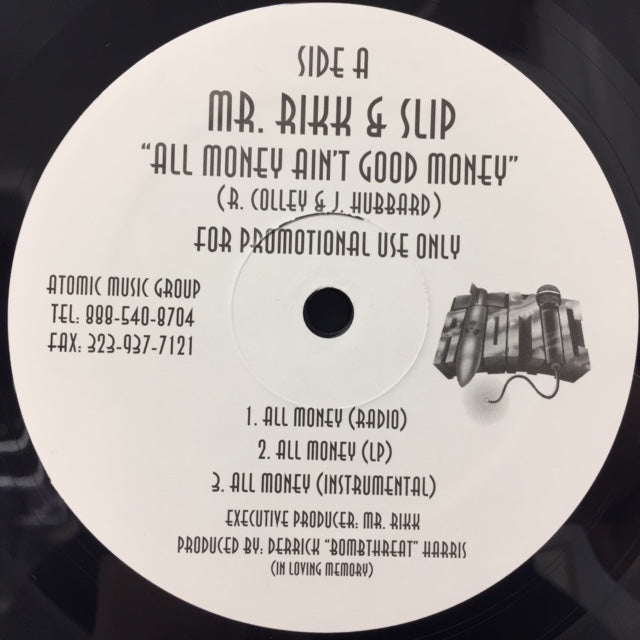 SIDE A
MR. RIKK & SLIP
"ALL MONEY AIN'T GOOD MONEY"
(R. COLLEY & J. HUBBARD)
FOR PROMOTIONAL USE ONLY
ATOMIC MUSIC GROUP
TEL: 888-540-8704
FAX: 323-937-7121
ATOMIC
1. ALL MONEY (RADIO)
2. ALL MONEY (LP)
3. ALL MONEY (INSTRUMENTAL)
EXECUTIVE PRODUCER: MR. RIKK
PRODUCED BY: DERRICK "BOMBTHREAT" HARRIS
(IN LOVING MEMORY)